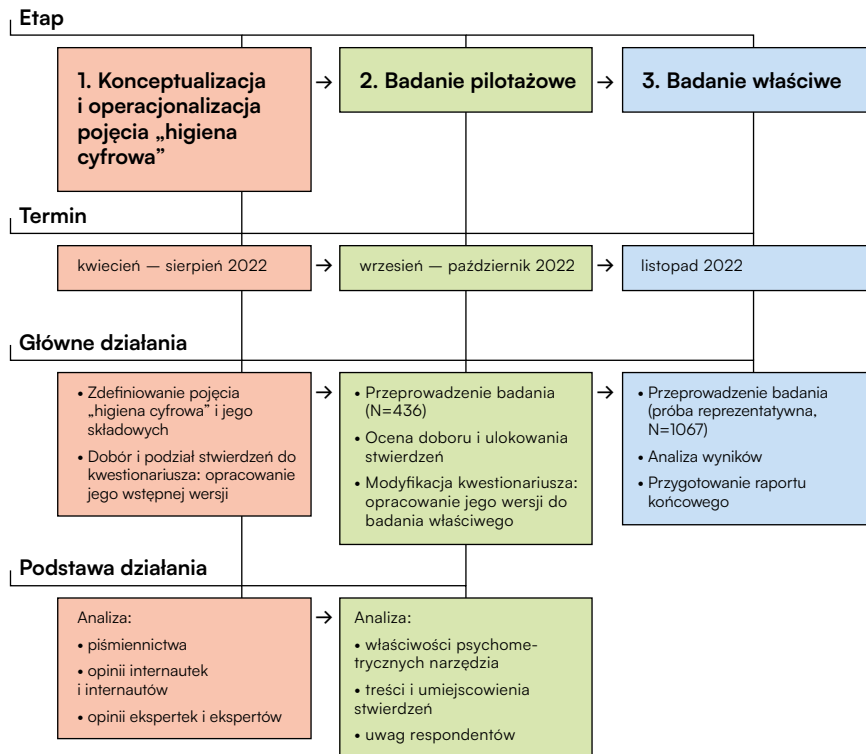 Etap
1. Konceptualizacja
i operacjonalizacja
pojęcia „higiena
cyfrowa”
→
2. Badanie pilotażowe
→
3. Badanie właściwe
Termin
kwiecień – sierpień 2022
→
wrzesień – październik 2022
→
listopad 2022
Główne działania
• Zdefiniowanie pojęcia
„higiena cyfrowa” i jego
składowych
• Dobór i podział stwierdzeń do
kwestionariusza: opracowanie
jego wstępnej wersji
→
• Przeprowadzenie badania
(N=436)
• Ocena doboru i ulokowania
stwierdzeń
• Modyfikacja kwestionariusza:
opracowanie jego wersji do
badania właściwego
→
• Przeprowadzenie badania
(próba reprezentatywna,
N=1067)
• Analiza wyników
• Przygotowanie raportu
końcowego
Podstawa działania
Analiza:
• piśmiennictwa
• opinii internautek
i internautów
• opinii ekspertek i ekspertów
→
Analiza:
• właściwości psychome-
trycznych narzędzia
• treści i umiejscowienia
stwierdzeń
• uwag respondentów